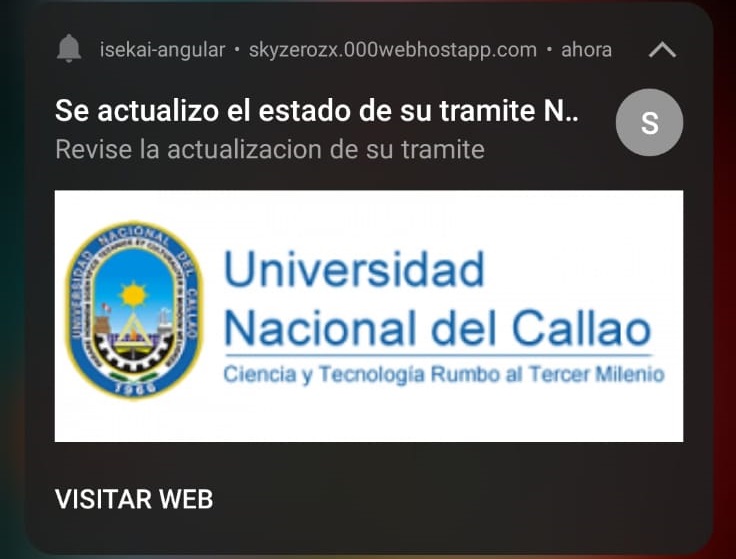 isekai-angular • skyzerozx.000webhostapp.com • ahora
Se actualizo el estado de su tramite N..
Revise la actualizacion de su tramite
S
UNIVERSIDAD NACIONAL DEL CALLAO
1966
Universidad
Nacional del Callao
Ciencia y Tecnología Rumbo al Tercer Milenio
VISITAR WEB